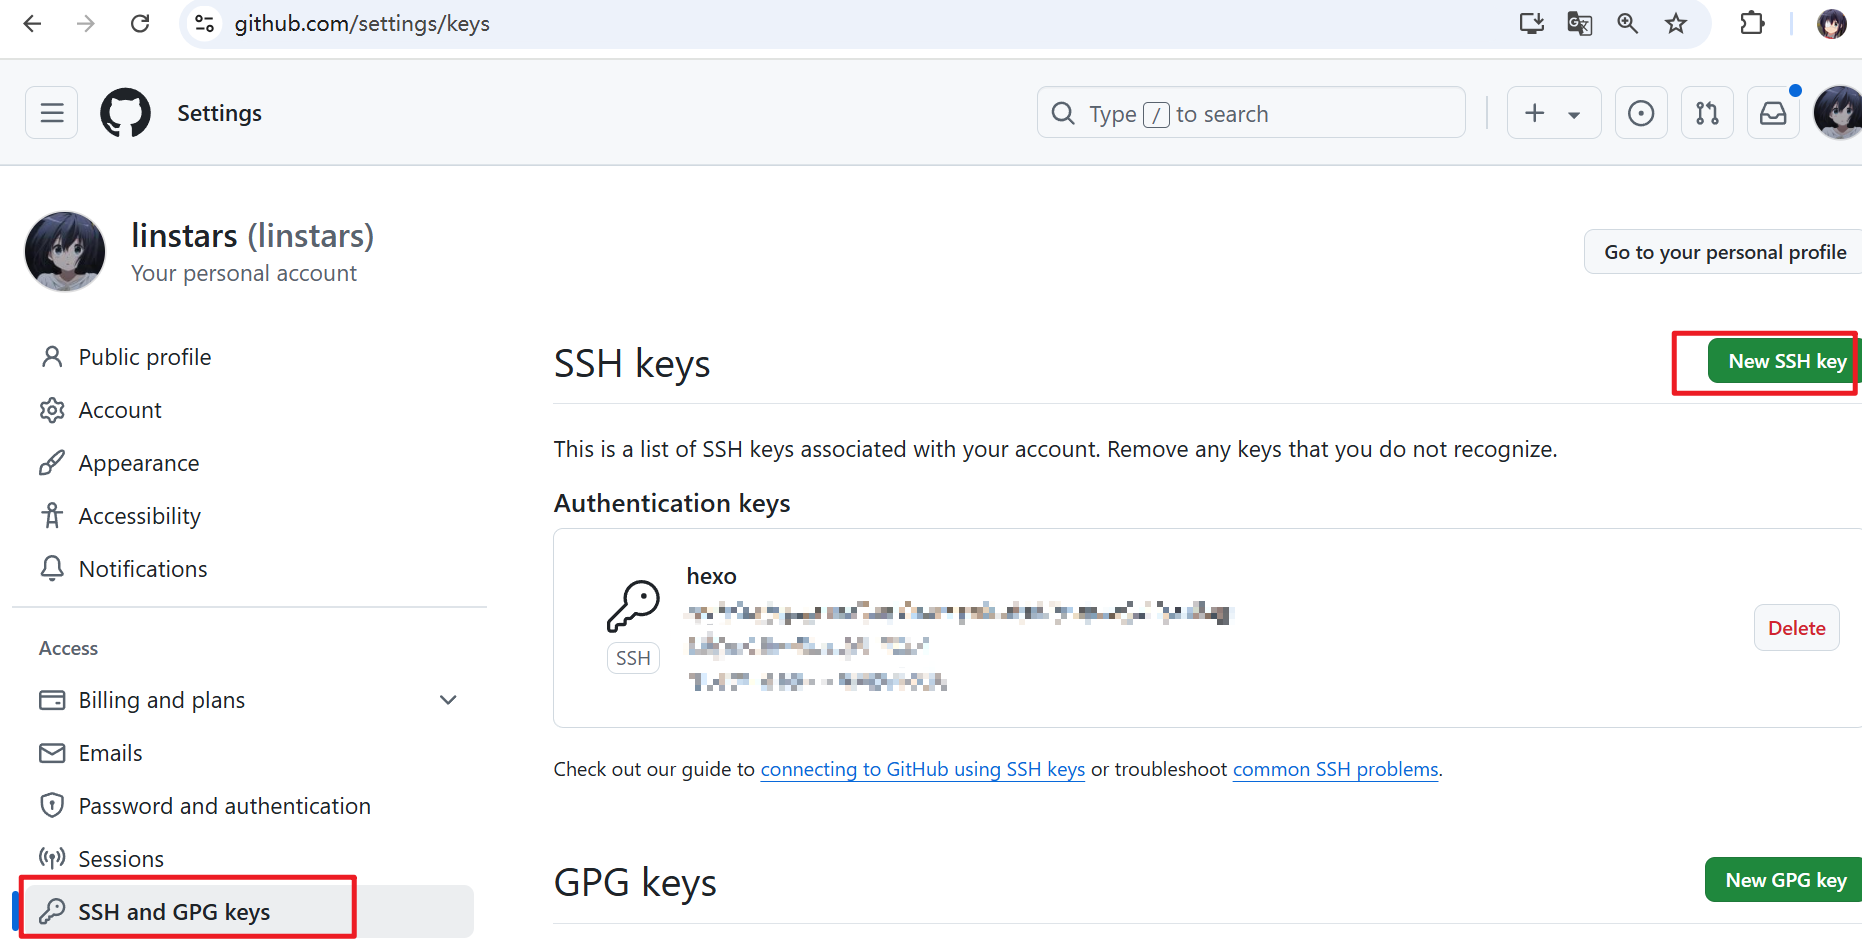 github.com/settings/keys
Settings
Type / to search
linstars (linstars)
Your personal account
Go to your personal profile
Public profile
Account
Appearance
Accessibility
Notifications
Access
Billing and plans
Emails
Password and authentication
Sessions
SSH and GPG keys
SSH keys
New SSH key
This is a list of SSH keys associated with your account. Remove any keys that you do not recognize.
Authentication keys
hexo
SSH
Delete
Check out our guide to connecting to GitHub using SSH keys or troubleshoot common SSH problems.
GPG keys
New GPG key